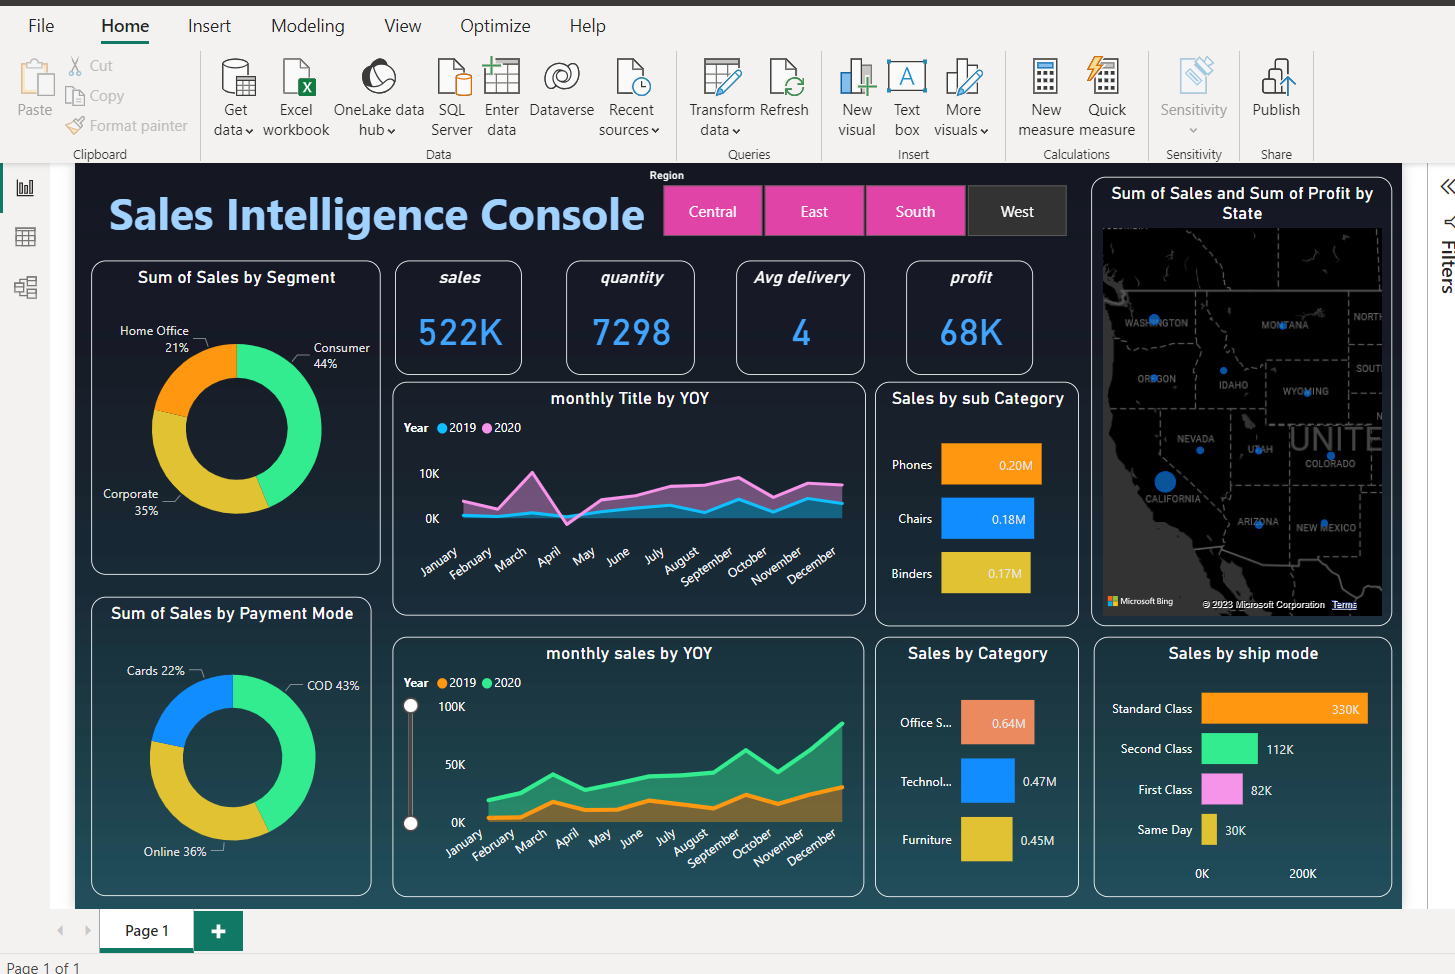 File Home Insert Modeling View Optimize Help
Paste
Cut
Copy
Format painter
Clipboard
Get data
Excel workbook
OneLake data hub
SQL Server
Enter data
Dataverse
Recent sources
Data
Transform data
Refresh
Queries
New visual
Text box
More visuals
Insert
New measure
Quick measure
Calculations
Sensitivity
Sensitivity
Publish
Share
Sales Intelligence Console
Region
Central East South West
Sum of Sales by Segment
Home Office
21%
Consumer
44%
Corporate
35%
sales
522K
quantity
7298
Avg delivery
4
profit
68K
monthly Title by YOY
Year 2019 2020
10K
0K
January February March April May June July August September October November December
Sales by sub Category
Phones 0.20M
Chairs 0.18M
Binders 0.17M
Sum of Sales and Sum of Profit by
State
WASHINGTON
MONTANA
NORTH
OREGON
IDAHO
SOUT
WYOMING
N
NEVADA
UTAH
UNITE
COLORADO
CALIFORNIA
ARIZONA
NEW MEXICO
Microsoft Bing
© 2023 Microsoft Corporation Terms
Filters
Sum of Sales by Payment Mode
Cards 22%
COD 43%
Online 36%
monthly sales by YOY
Year 2019 2020
100K
50K
0K
January February March April May June July August September October November December
Sales by Category
Office S... 0.64M
Technol... 0.47M
Furniture 0.45M
Sales by ship mode
Standard Class 330K
Second Class 112K
First Class 82K
Same Day 30K
0K 200K
Page 1
Page 1 of 1